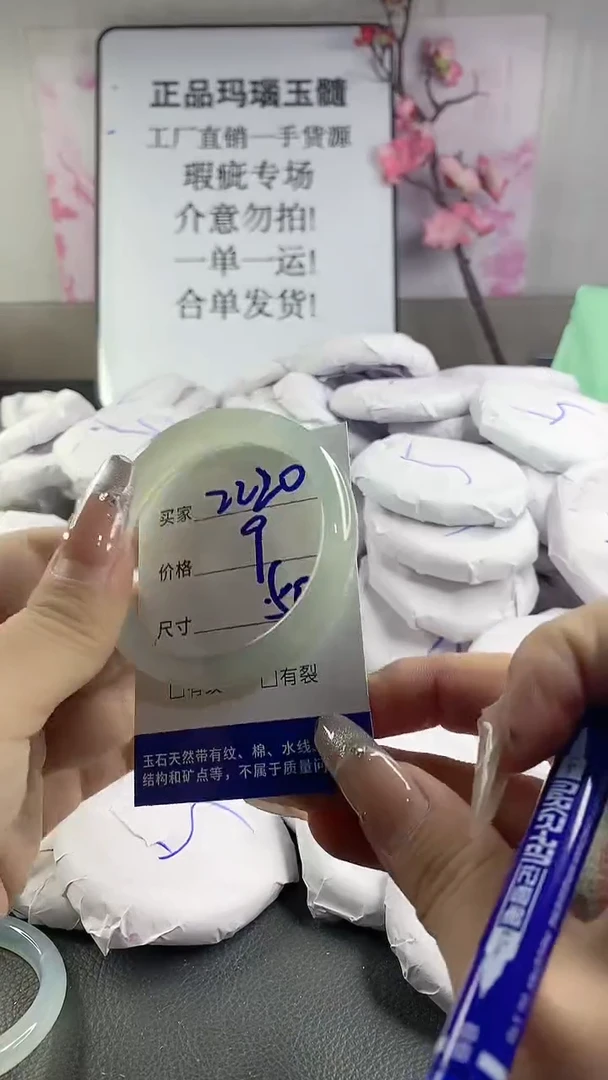 正品玛瑙玉髓
工厂直销一手货源
瑕疵专场
介意勿拍!
一单一运!
合单发货!
买家 2220
价格 9
尺寸
有裂
玉石天然带有纹、棉、水线
结构和矿点等，不属于质量问